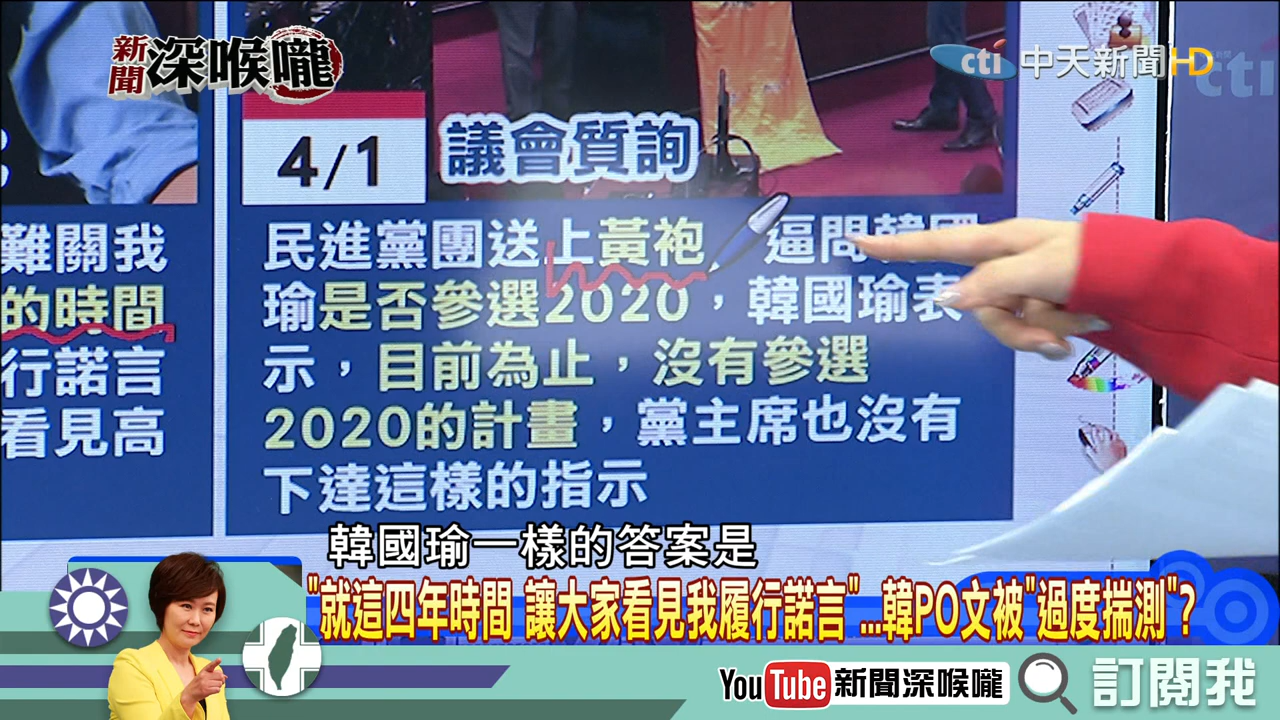 新聞深喉嚨
cti中天新聞HD
cti
4/1
議會質詢
難關我
的時間
行諾言
看見高
民進黨團送上黃袍，逼問韓國
瑜是否參選2020，韓國瑜表
示，目前為止，沒有參選
2020的計畫，黨主席也沒有
下達這樣的指示
韓國瑜一樣的答案是
"就這四年時間 讓大家看見我履行諾言"...韓PO文被"過度揣測"?
YouTube新聞深喉嚨
訂閱我